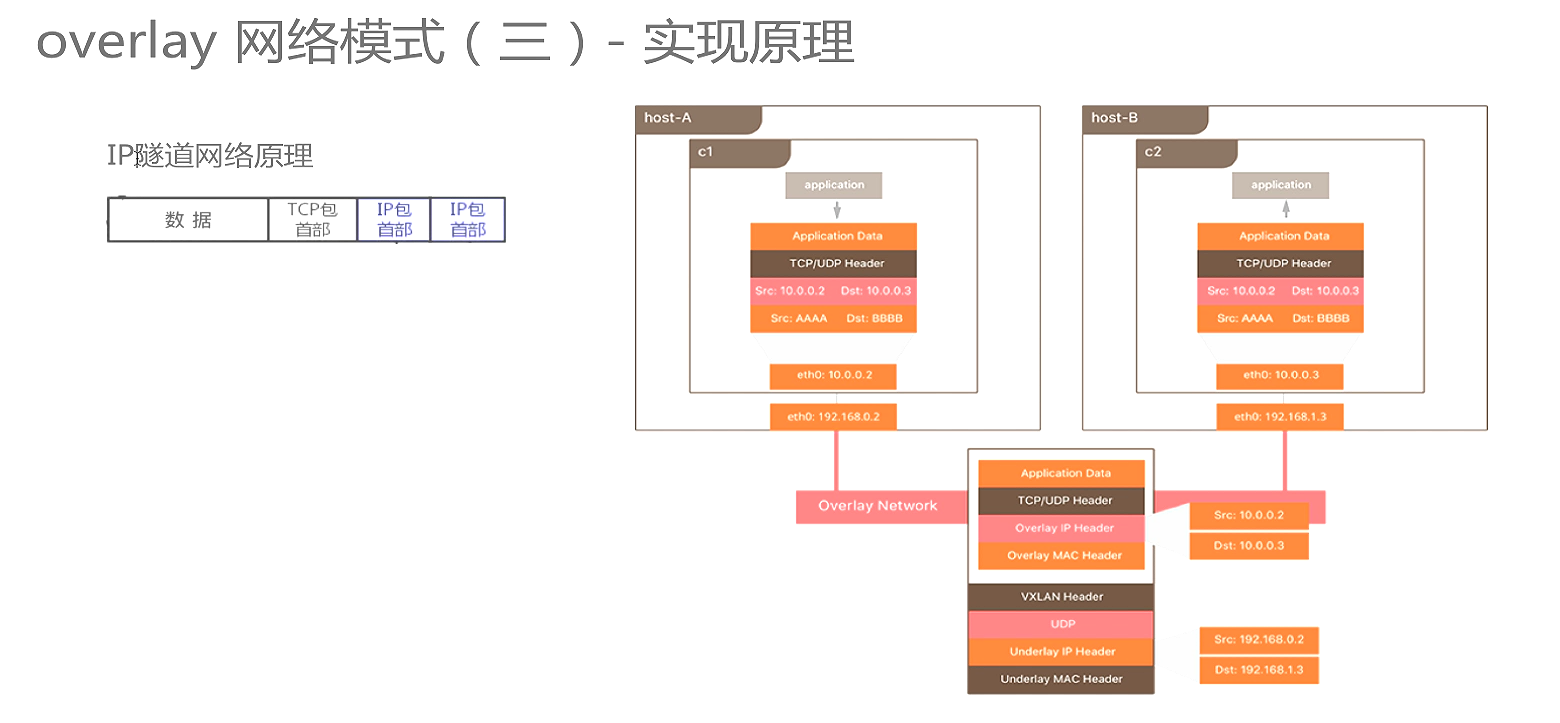 overlay 网络模式（三）- 实现原理
IP隧道网络原理
数 据
TCP包
首部
IP包
首部
IP包
首部
host-A
c1
application
Application Data
TCP/UDP Header
Src: 10.0.0.2 Dst: 10.0.0.3
Src: AAAA Dst: BBBB
eth0: 10.0.0.2
eth0: 192.168.0.2
host-B
c2
application
Application Data
TCP/UDP Header
Src: 10.0.0.2 Dst: 10.0.0.3
Src: AAAA Dst: BBBB
eth0: 10.0.0.3
eth0: 192.168.1.3
Overlay Network
Application Data
TCP/UDP Header
Overlay IP Header
Overlay MAC Header
VXLAN Header
UDP
Underlay IP Header
Underlay MAC Header
Src: 10.0.0.2
Dst: 10.0.0.3
Src: 192.168.0.2
Dst: 192.168.1.3